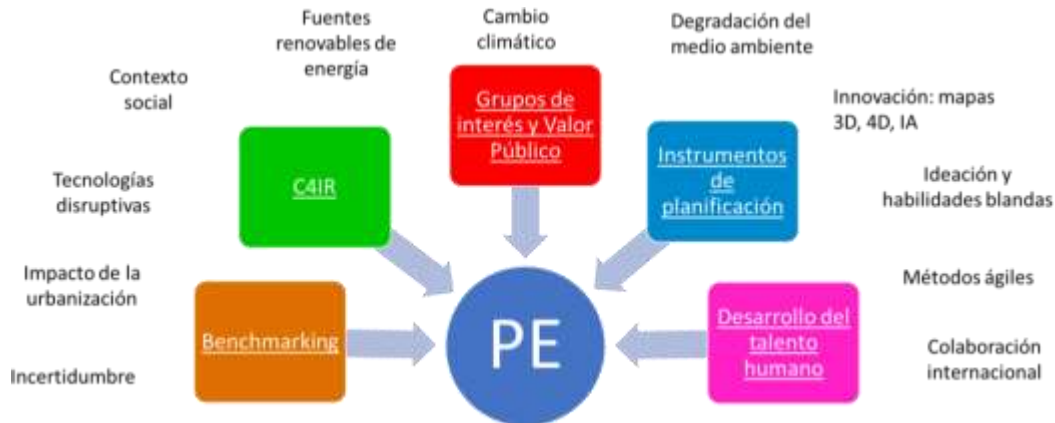 Fuentes
renovables de
energía
Cambio
climático
Degradación del
medio ambiente
Contexto
social
Grupos de
interés y Valor
Público
Innovación: mapas
3D, 4D, IA
C4IR
Instrumentos
de
planificación
Tecnologías
disruptivas
Ideación y
habilidades blandas
Impacto de la
urbanización
Métodos ágiles
Benchmarking
PE
Desarrollo del
talento
humano
Incertidumbre
Colaboración
internacional